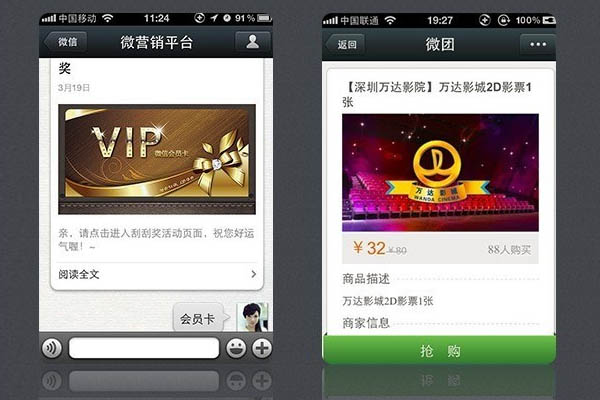 中国移动
11:24
91%
微信
微营销平台
奖
3月19日
VIP
微信会员卡
亲，请点击进入刮刮奖活动页面，祝您好运
气喔！~
阅读全文
会员卡
中国联通
19:27
100%
返回
微团
【深圳万达影院】万达影城2D影票1
张
万达影城
WANDA CINEMA
￥32 ￥80
88人购买
商品描述
万达影城2D影票1张
商家信息
抢 购